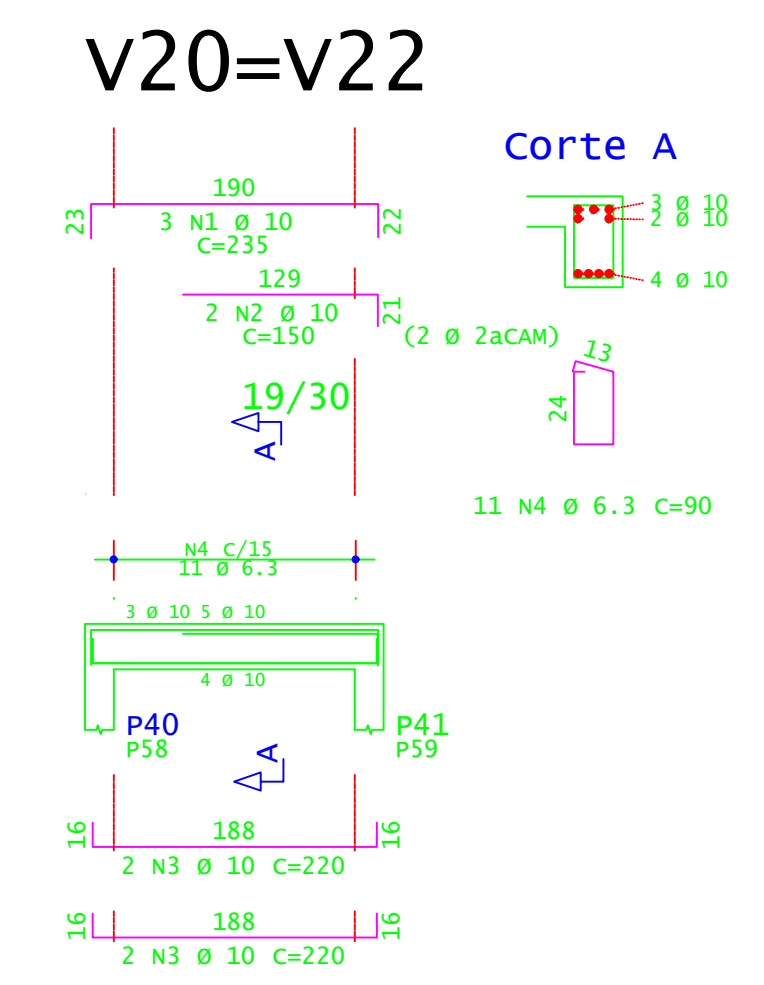 V20=V22
Corte A
190
23
22
3 N1 Ø 10
C=235
3 Ø 10
2 Ø 10
4 Ø 10
129
21
2 N2 Ø 10
C=150
(2 Ø 2aCAM)
13
24
19/30
A
11 N4 Ø 6.3 C=90
N4 C/15
11 Ø 6.3
3 Ø 10 5 Ø 10
4 Ø 10
P40
P58
P41
P59
A
16
188
16
2 N3 Ø 10 C=220
16
188
16
2 N3 Ø 10 C=220